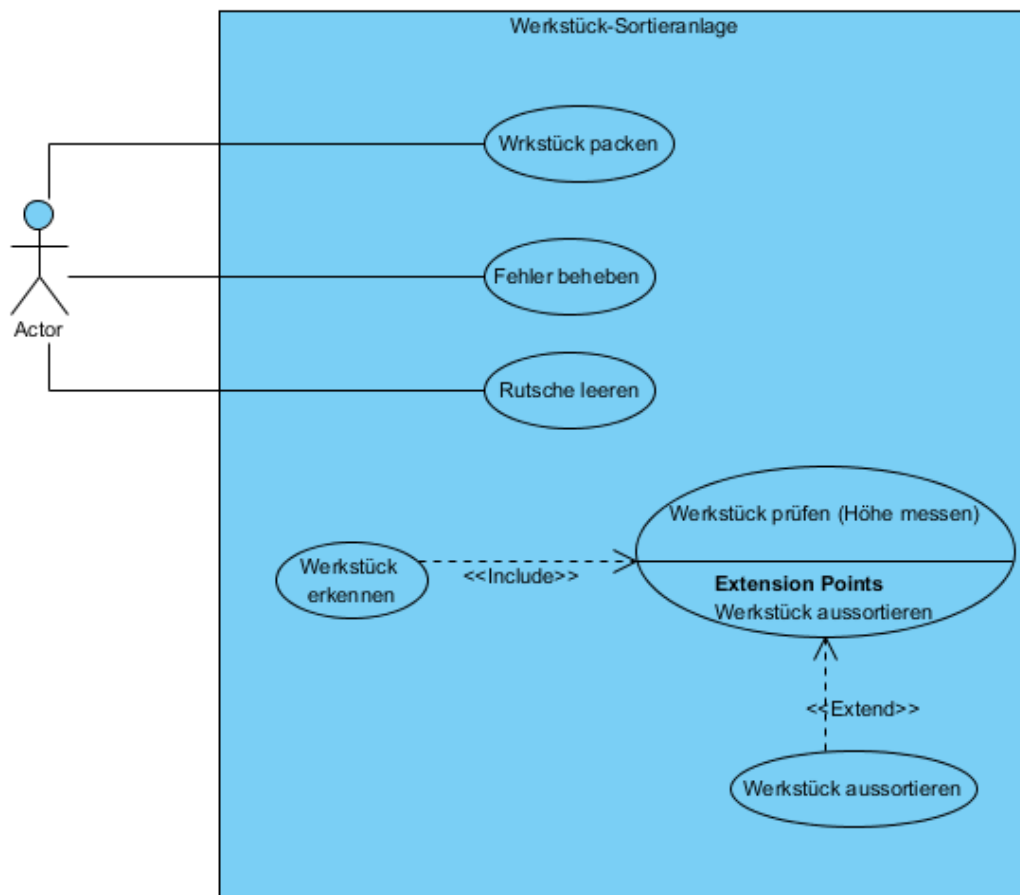 Werkstück-Sortieranlage
Wrkstück packen
Fehler beheben
Actor
Rutsche leeren
Werkstück prüfen (Höhe messen)
Werkstück
erkennen
<<Include>>
Extension Points
Werkstück aussortieren
<<Extend>>
Werkstück aussortieren